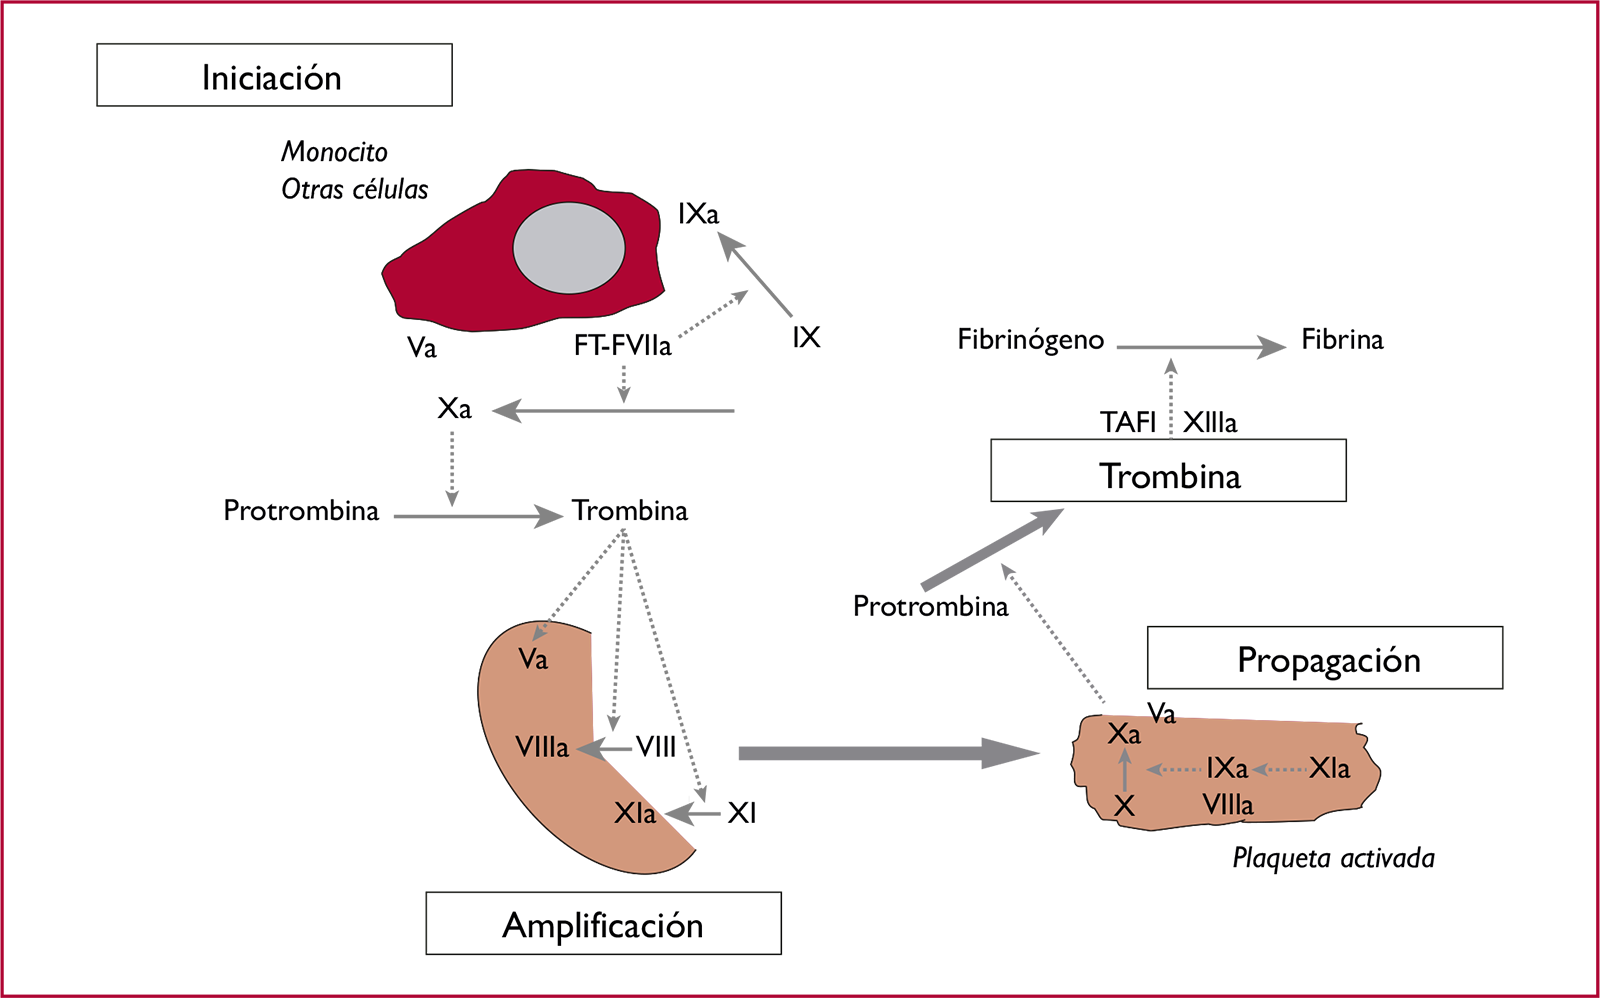 Iniciación
Monocito
Otras células
IXa
IX
Va
FT-FVIIa
Xa
Protrombina
Trombina
Va
VIIIa
VIII
XIa
XI
Amplificación
Fibrinógeno
Fibrina
TAFI
XIIIa
Trombina
Protrombina
Propagación
Va
Xa
IXa
XIa
X
VIIIa
Plaqueta activada